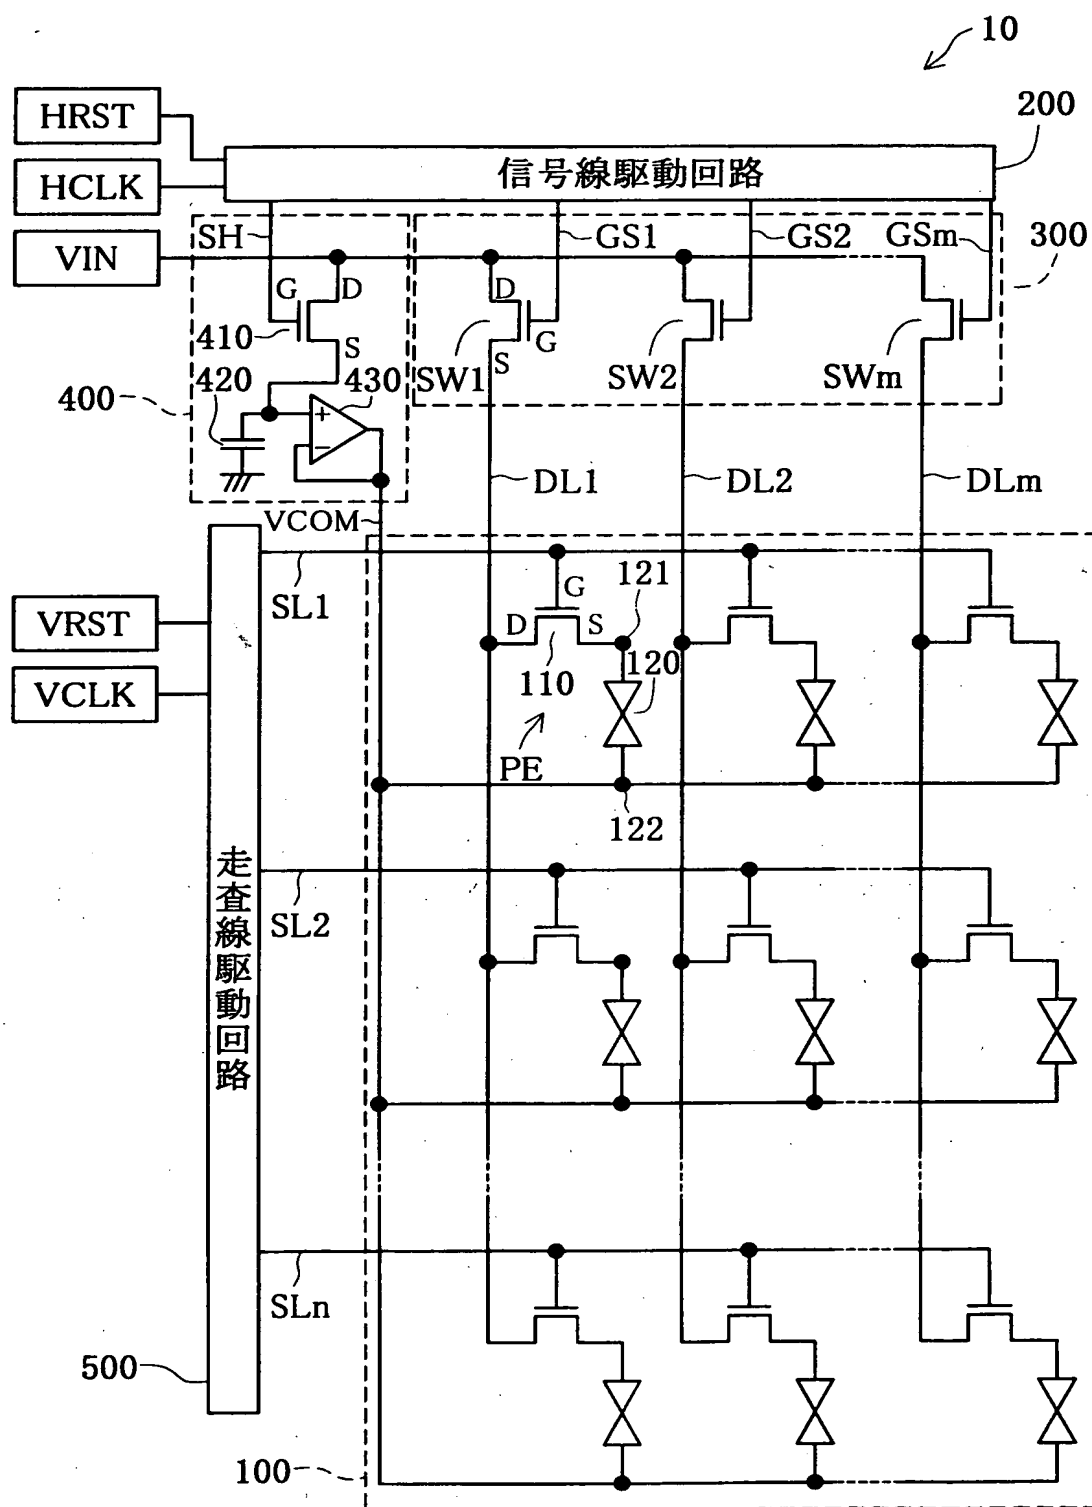 10
HRST
200
HCLK
信号線駆動回路
SH
GS1
GS2
GSm
300
VIN
G
D
D
410
S
G
S
SW1
SW2
SWm
420
430
400
+
−
DL1
DL2
DLm
VCOM
SL1
G
121
VRST
D
S
120
VCLK
110
PE
122
走査線駆動回路
SL2
SLn
500
100